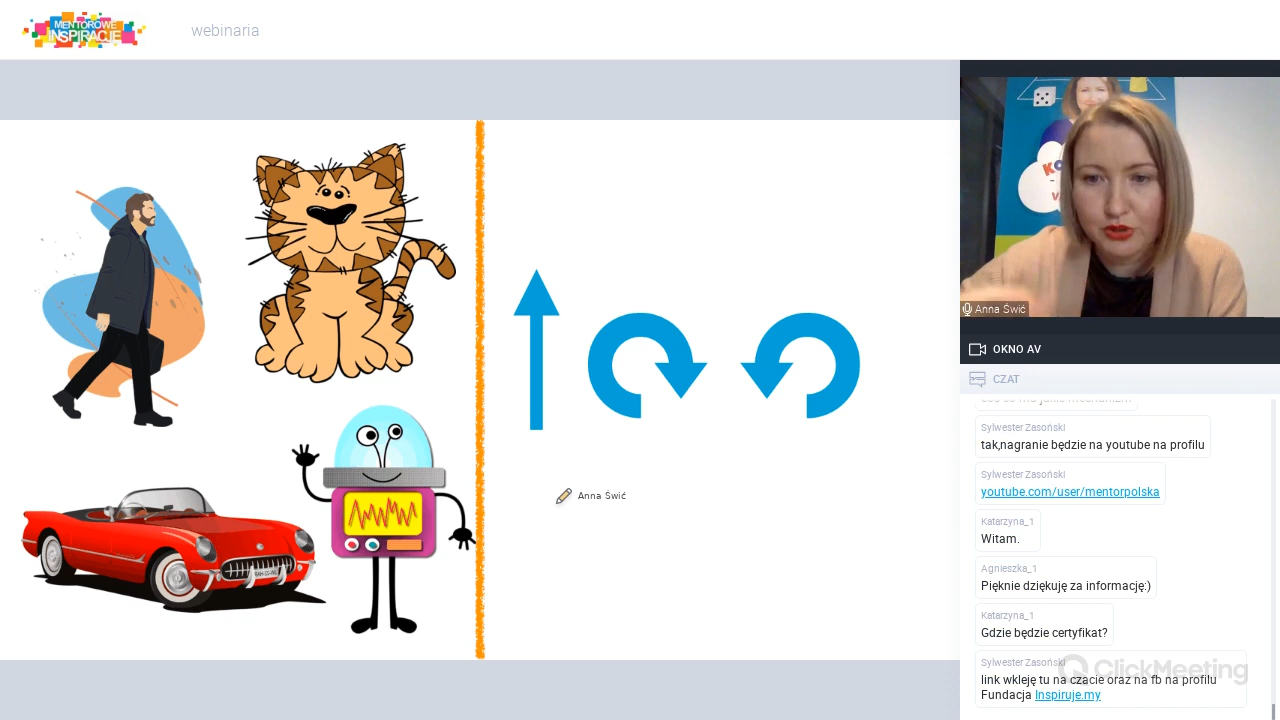 MENTOROWE
INSPIRACJE
webinaria
Anna Świć
Anna Świć
OKNO AV
CZAT
Sylwester Zasoński
tak,nagranie będzie na youtube na profilu
Sylwester Zasoński
youtube.com/user/mentorpolska
Katarzyna_1
Witam.
Agnieszka_1
Pięknie dziękuję za informację:)
Katarzyna_1
Gdzie będzie certyfikat?
Sylwester Zasoński
ClickMeeting
link wkleję tu na czacie oraz na fb na profilu
Fundacja Inspiruje.my